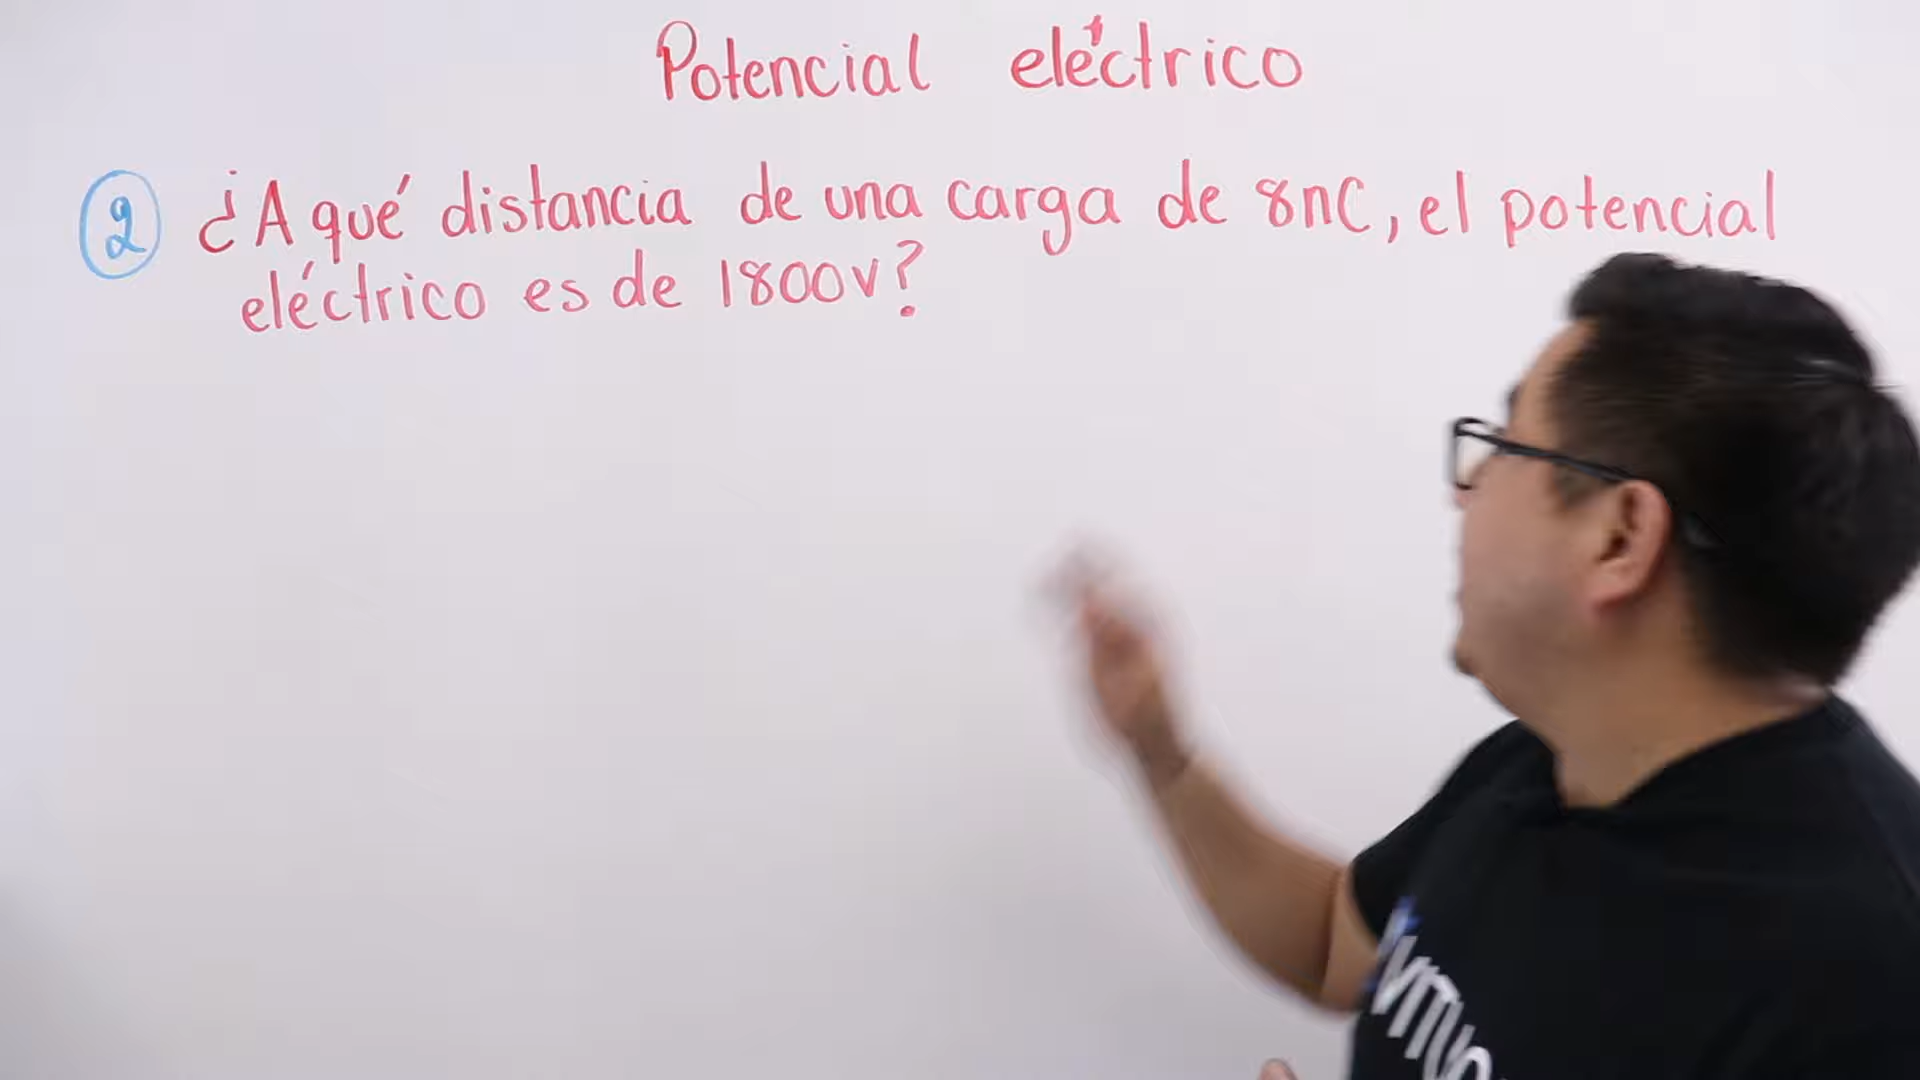 Potencial eléctrico
2 ¿A qué distancia de una carga de 8nC, el potencial
eléctrico es de 1800v?